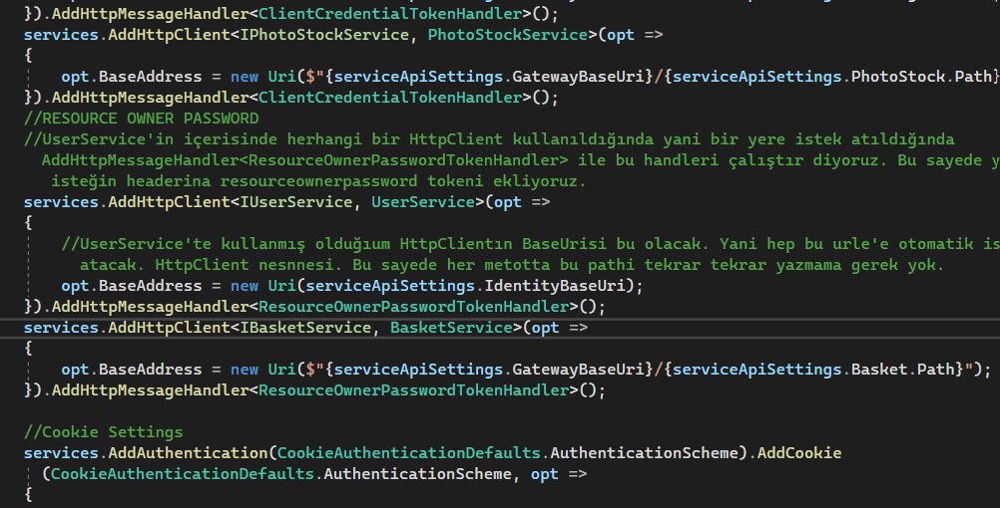 }).AddHttpMessageHandler<ClientCredentialTokenHandler>();
services.AddHttpClient<IPhotoStockService, PhotoStockService>(opt =>
{
opt.BaseAddress = new Uri($"{serviceApiSettings.GatewayBaseUri}/{serviceApiSettings.PhotoStock.Path}
}).AddHttpMessageHandler<ClientCredentialTokenHandler>();
//RESOURCE OWNER PASSWORD
//UserService'in içerisinde herhangi bir HttpClient kullanıldığında yani bir yere istek atıldığında
AddHttpMessageHandler<ResourceOwnerPasswordTokenHandler> ile bu handleri çalıştır diyoruz. Bu sayede y
isteğin headerina resourceownerpassword tokeni ekliyoruz.
services.AddHttpClient<IUserService, UserService>(opt =>
{
//UserService'te kullanmış olduğıum HttpClientın BaseUrisi bu olacak. Yani hep bu urle'e otomatik is
atacak. HttpClient nesnnesi. Bu sayede her metotta bu pathi tekrar tekrar yazmama gerek yok.
opt.BaseAddress = new Uri(serviceApiSettings.IdentityBaseUri);
}).AddHttpMessageHandler<ResourceOwnerPasswordTokenHandler>();
services.AddHttpClient<IBasketService, BasketService>(opt =>
{
opt.BaseAddress = new Uri($"{serviceApiSettings.GatewayBaseUri}/{serviceApiSettings.Basket.Path}");
}).AddHttpMessageHandler<ResourceOwnerPasswordTokenHandler>();
//Cookie Settings
services.AddAuthentication(CookieAuthenticationDefaults.AuthenticationScheme).AddCookie
(CookieAuthenticationDefaults.AuthenticationScheme, opt =>
{